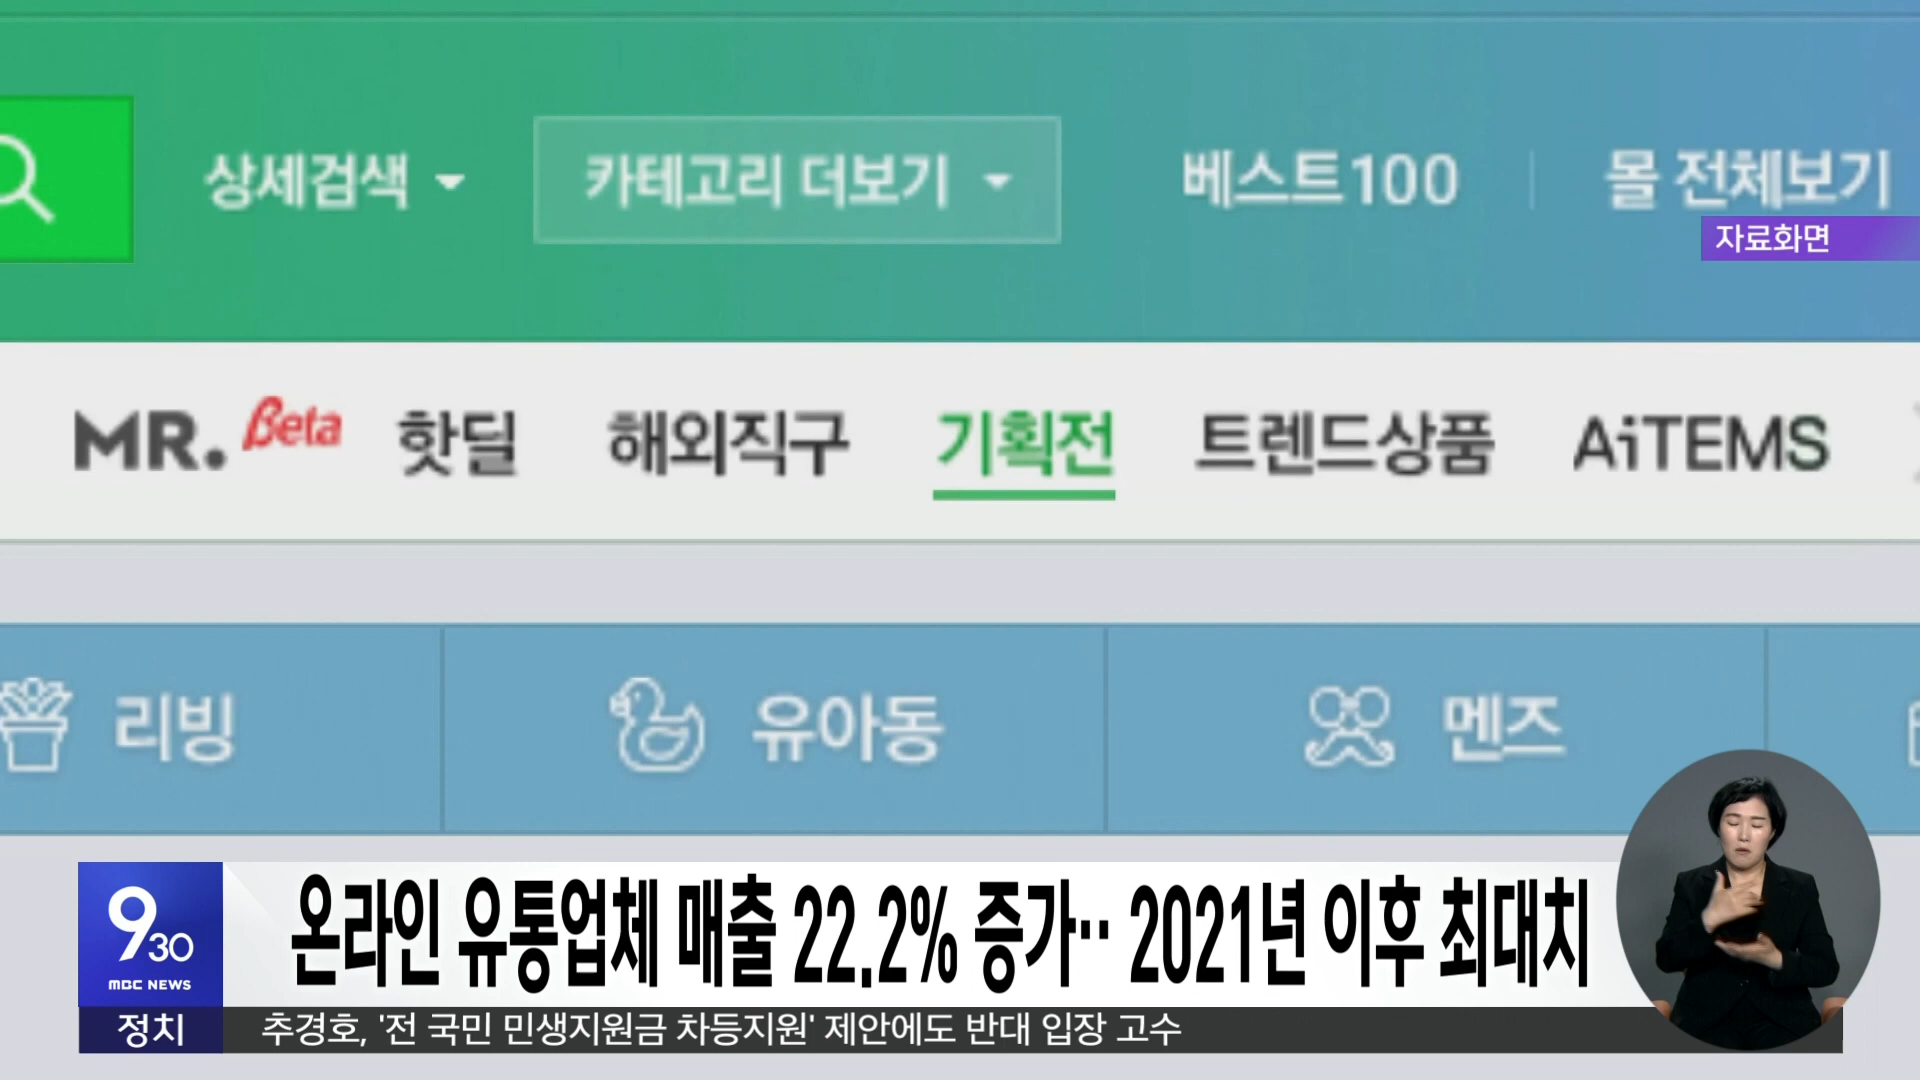 상세검색
카테고리 더보기
베스트100
몰 전체보기
자료화면
MR. Beta
핫딜
해외직구
기획전
트렌드상품
AiTEMS
리빙
유아동
멘즈
9 30
MBC NEWS
온라인 유통업체 매출 22.2% 증가‥ 2021년 이후 최대치
정치
추경호, '전 국민 민생지원금 차등지원' 제안에도 반대 입장 고수